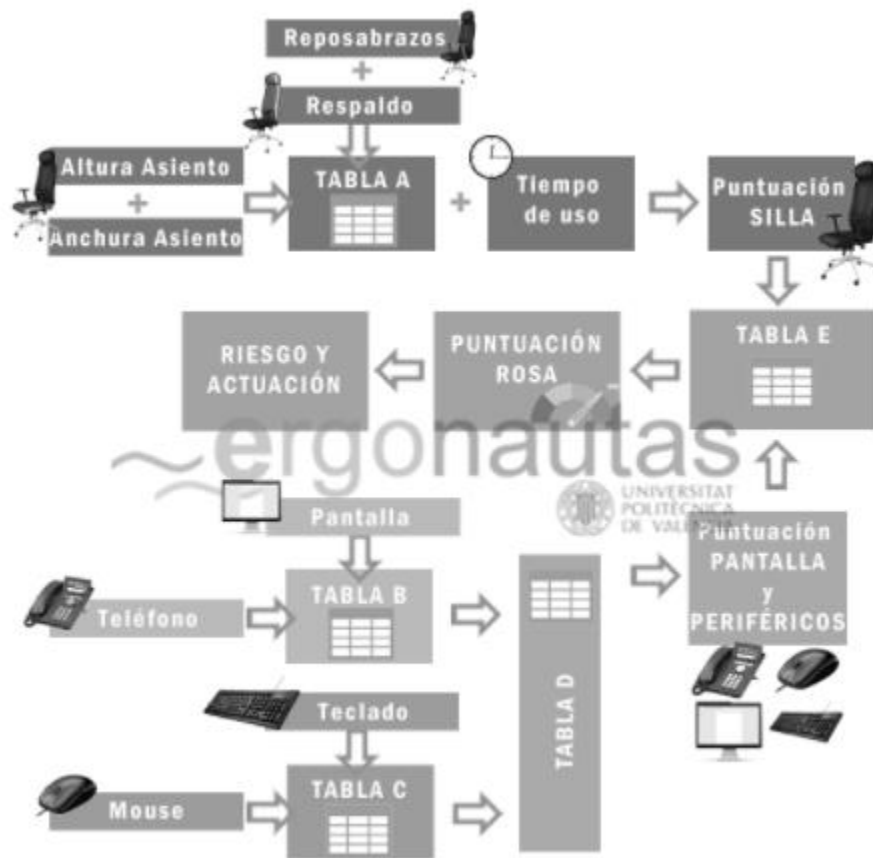 Reposabrazos
+
Respaldo
Altura Asiento
+
Anchura Asiento
TABLA A
+
Tiempo
de uso
Puntuación
SILLA
RIESGO Y
ACTUACIÓN
PUNTUACIÓN
ROSA
TABLA E
ergonautas
UNIVERSITAT
POLITÈCNICA
DE VALÈNCIA
Pantalla
Teléfono
TABLA B
Puntuación
PANTALLA
y
PERIFÉRICOS
Teclado
Mouse
TABLA C
TABLA D